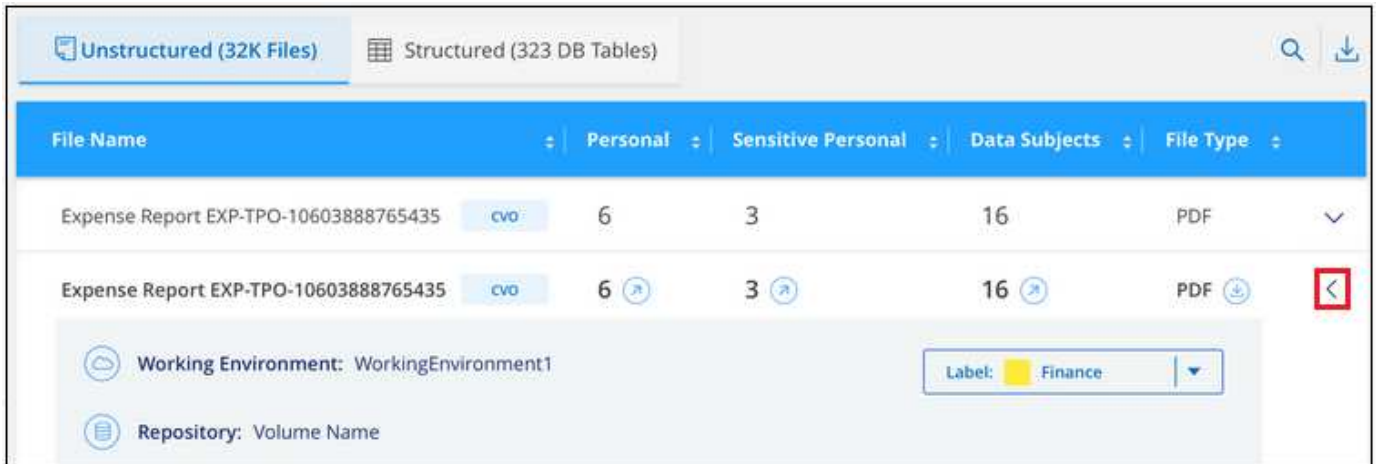 Unstructured (32K Files) Structured (323 DB Tables)
File Name Personal Sensitive Personal Data Subjects File Type
Expense Report EXP-TPO-10603888765435 CVO 6 3 16 PDF
Expense Report EXP-TPO-10603888765435 CVO 6 3 16 PDF
Working Environment: WorkingEnvironment1 Label: Finance
Repository: Volume Name